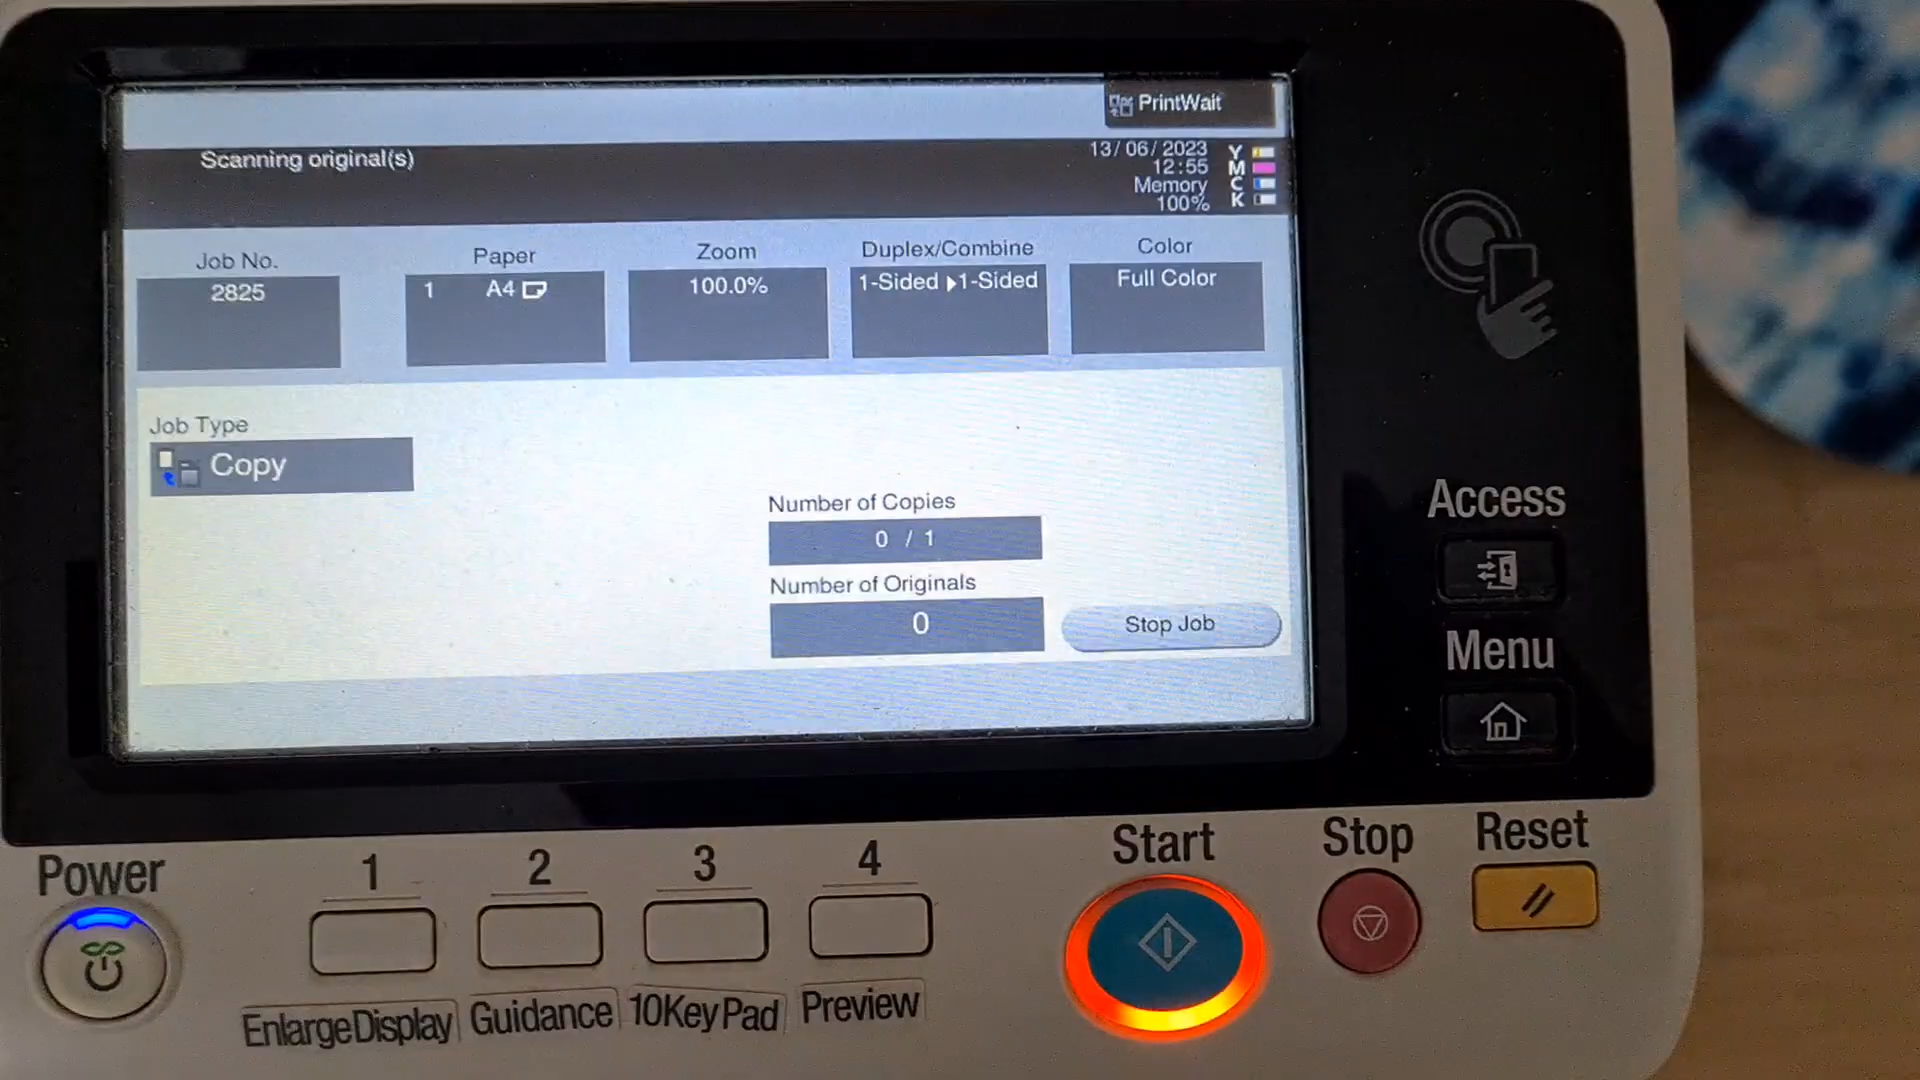 PrintWait
Scanning original(s)
13/06/2023
12:55
Memory
100%
Y
M
C
K
Job No.
2825
Paper
1 A4
Zoom
100.0%
Duplex/Combine
1-Sided ▶1-Sided
Color
Full Color
Job Type
Copy
Number of Copies
0 / 1
Number of Originals
0
Stop Job
Access
Menu
Power
1
2
3
4
Start
Stop
Reset
EnlargeDisplay
Guidance
10KeyPad
Preview